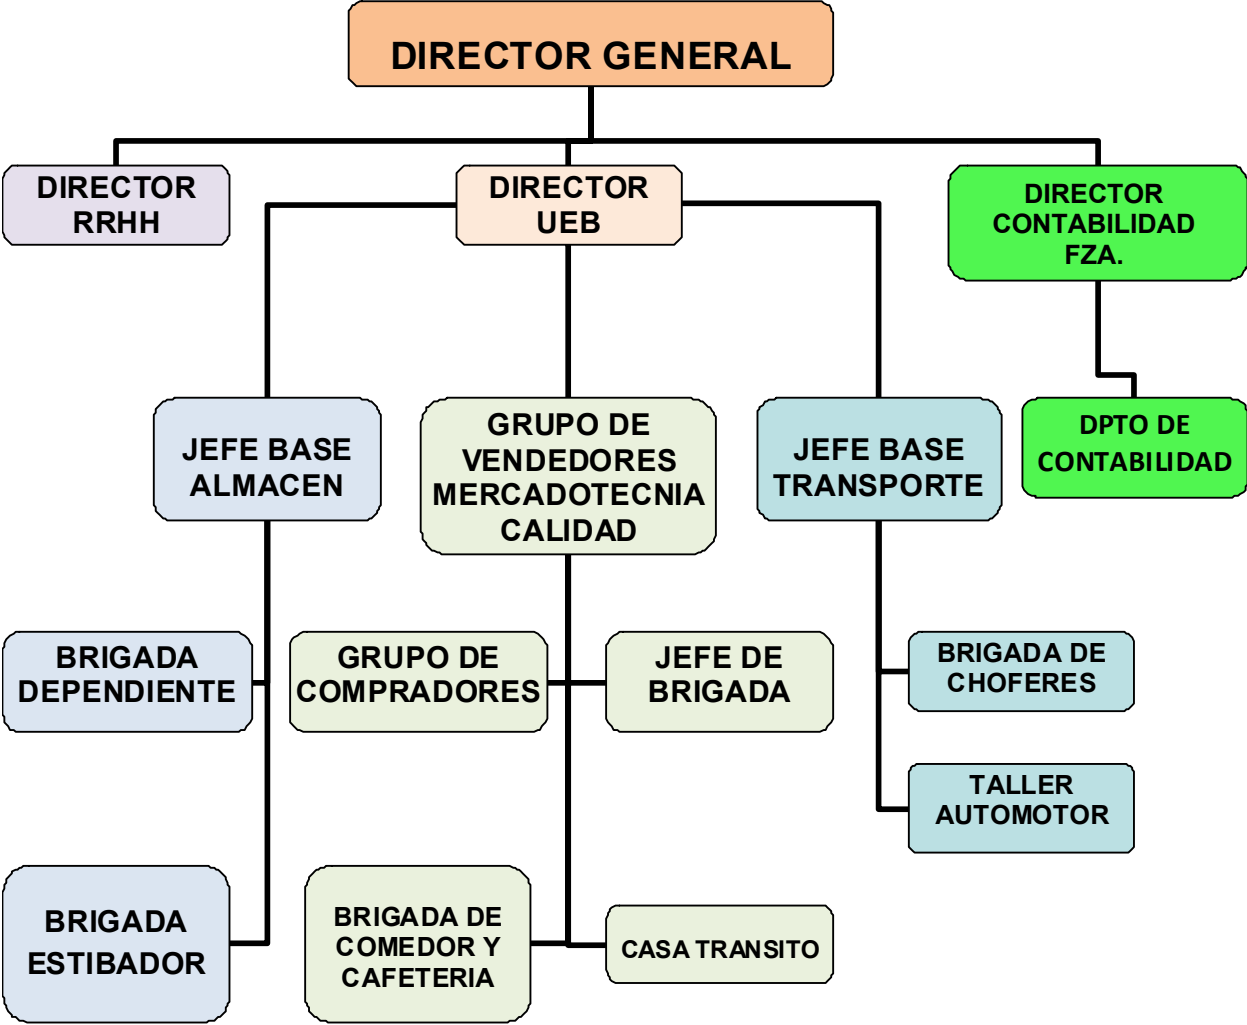 DIRECTOR GENERAL
DIRECTOR
RRHH
DIRECTOR
UEB
DIRECTOR
CONTABILIDAD
FZA.
JEFE BASE
ALMACEN
GRUPO DE
VENDEDORES
MERCADOTECNIA
CALIDAD
JEFE BASE
TRANSPORTE
DPTO DE
CONTABILIDAD
BRIGADA
DEPENDIENTE
GRUPO DE
COMPRADORES
JEFE DE
BRIGADA
BRIGADA DE
CHOFERES
TALLER
AUTOMOTOR
BRIGADA
ESTIBADOR
BRIGADA DE
COMEDOR Y
CAFETERIA
CASA TRANSITO